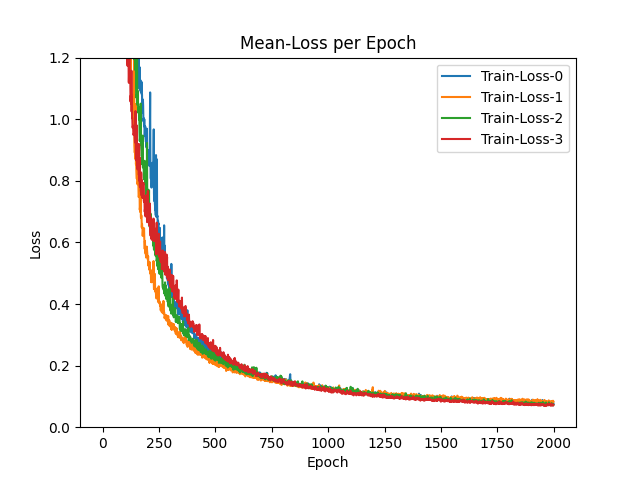 Mean-Loss per Epoch
1.2
1.0
0.8
0.6
0.4
0.2
0.0
Loss
Train-Loss-0
Train-Loss-1
Train-Loss-2
Train-Loss-3
0 250 500 750 1000 1250 1500 1750 2000
Epoch